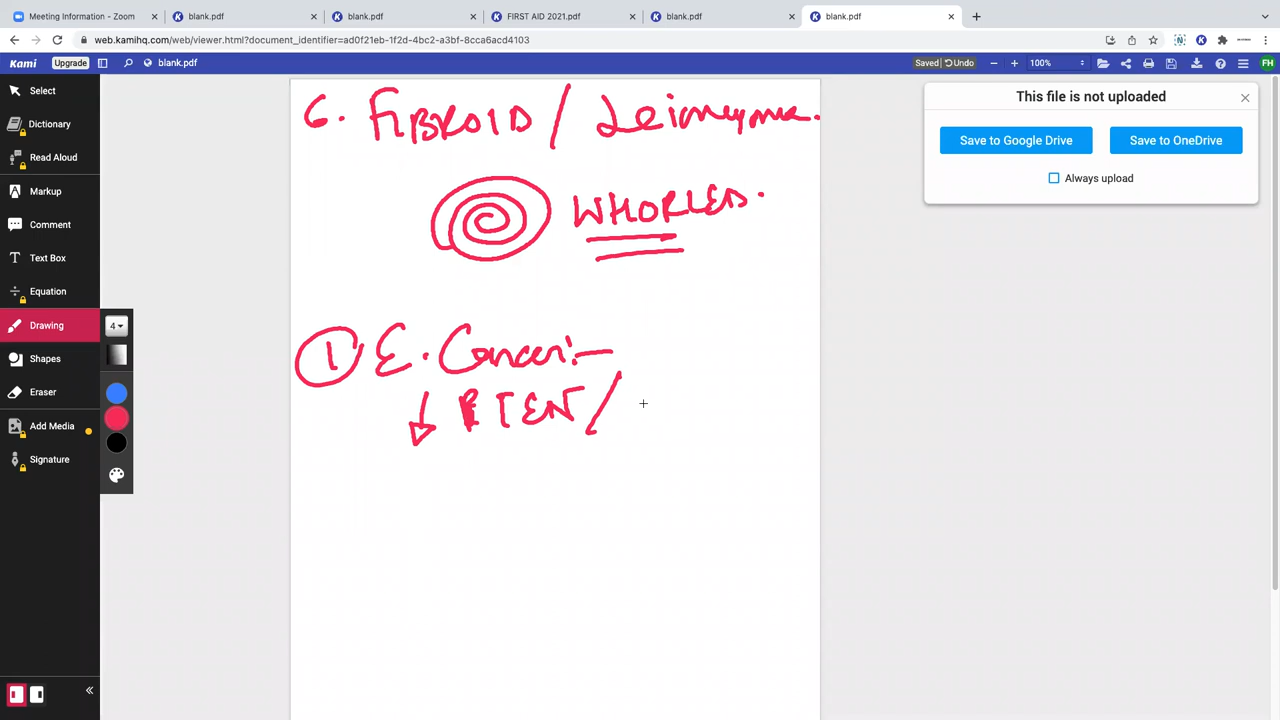 Meeting Information - Zoom
blank.pdf
blank.pdf
FIRST AID 2021.pdf
blank.pdf
blank.pdf
web.kamihq.com/web/viewer.html?document_identifier=ad0f21eb-1f2d-4bc2-a3bf-8cca6acd4103
Kami Upgrade blank.pdf Saved Undo 100% FH
Select
Dictionary
Read Aloud
Markup
Comment
Text Box
Equation
Drawing
Shapes
Eraser
Add Media
Signature
4
This file is not uploaded
Save to Google Drive Save to OneDrive
Always upload
6. FIBROID /
WHORLED.
1 E. Cancer:-
↓ PTEN /